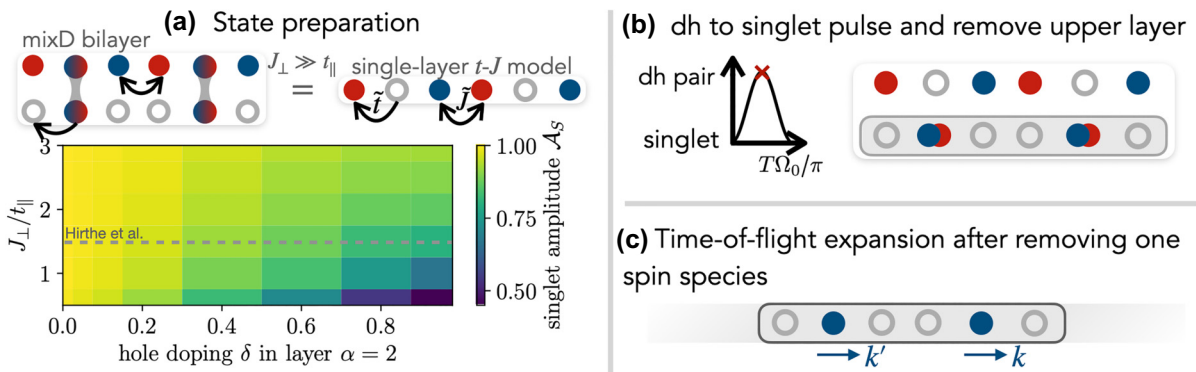 (a) State preparation
mixD bilayer
J⊥ ≫ t∥
=
single-layer t-J model
t̃
J̃
3
2
1
J⊥/t∥
Hirthe et al.
0.0 0.2 0.4 0.6 0.8
hole doping δ in layer α = 2
1.00
0.75
0.50
singlet amplitude 𝒜_S
(b) dh to singlet pulse and remove upper layer
dh pair
singlet
TΩ₀/π
(c) Time-of-flight expansion after removing one
spin species
k′
k